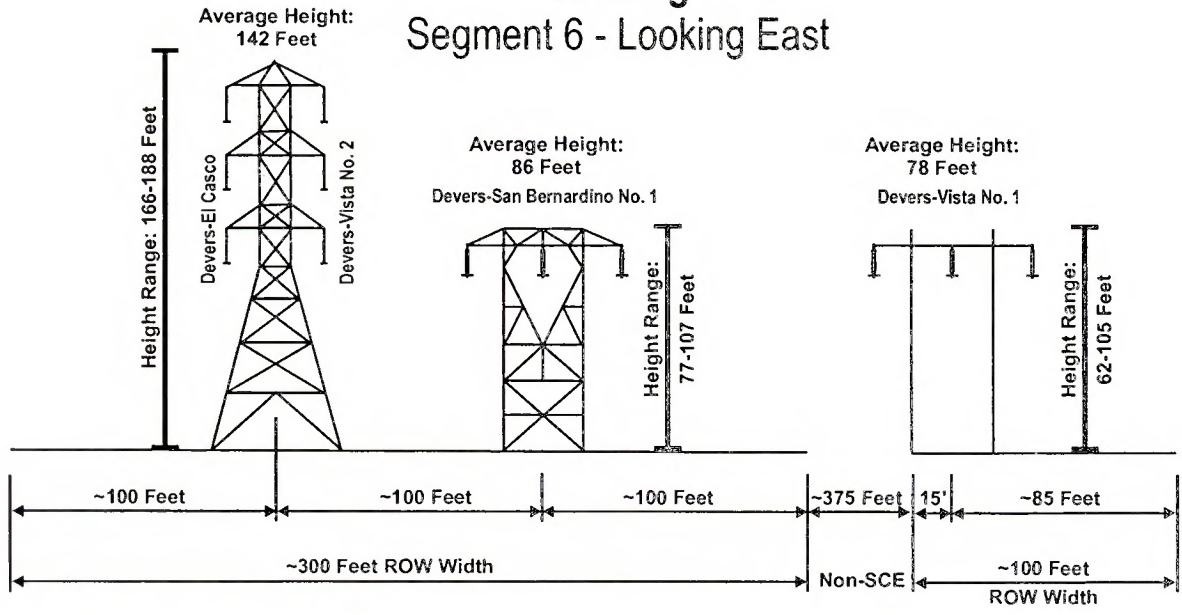 Segment 6 - Looking East
Average Height:
142 Feet
Height Range: 166-188 Feet
Devers-El Casco
Devers-Vista No. 2
Average Height:
86 Feet
Devers-San Bernardino No. 1
Height Range:
77-107 Feet
Average Height:
78 Feet
Devers-Vista No. 1
Height Range:
62-105 Feet
~100 Feet
~100 Feet
~100 Feet
~375 Feet
15'
~85 Feet
~300 Feet ROW Width
Non-SCE
~100 Feet
ROW Width